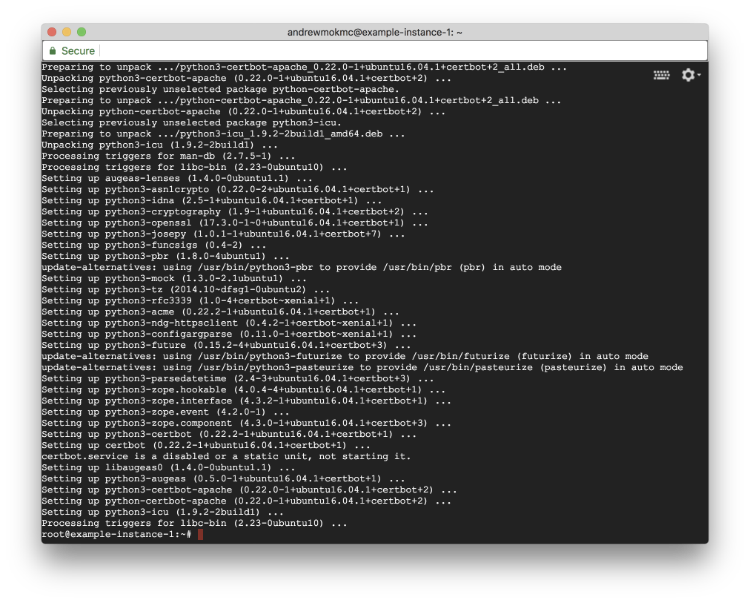 andrewmokmc@example-instance-1: ~
Secure
Preparing to unpack .../python3-certbot-apache_0.22.0-1+ubuntu16.04.1+certbot+2_all.deb ...
Unpacking python3-certbot-apache (0.22.0-1+ubuntu16.04.1+certbot+2) ...
Selecting previously unselected package python-certbot-apache.
Preparing to unpack .../python-certbot-apache_0.22.0-1+ubuntu16.04.1+certbot+2_all.deb ...
Unpacking python-certbot-apache (0.22.0-1+ubuntu16.04.1+certbot+2) ...
Selecting previously unselected package python3-icu.
Preparing to unpack .../python3-icu_1.9.2-2build1_amd64.deb ...
Unpacking python3-icu (1.9.2-2build1) ...
Processing triggers for man-db (2.7.5-1) ...
Processing triggers for libc-bin (2.23-0ubuntu10) ...
Setting up augeas-lenses (1.4.0-0ubuntu1.1) ...
Setting up python3-asn1crypto (0.22.0-2+ubuntu16.04.1+certbot+1) ...
Setting up python3-idna (2.5-1+ubuntu16.04.1+certbot+1) ...
Setting up python3-cryptography (1.9-1+ubuntu16.04.1+certbot+2) ...
Setting up python3-openssl (17.3.0-1~0+ubuntu16.04.1+certbot+1) ...
Setting up python3-josepy (1.0.1-1+ubuntu16.04.1+certbot+7) ...
Setting up python3-funcsigs (0.4-2) ...
Setting up python3-pbr (1.8.0-4ubuntu1) ...
update-alternatives: using /usr/bin/python3-pbr to provide /usr/bin/pbr (pbr) in auto mode
Setting up python3-mock (1.3.0-2.1ubuntu1) ...
Setting up python3-tz (2014.10~dfsg1-0ubuntu2) ...
Setting up python3-rfc3339 (1.0-4+certbot~xenial+1) ...
Setting up python3-acme (0.22.2-1+ubuntu16.04.1+certbot+1) ...
Setting up python3-ndg-httpsclient (0.4.2-1+certbot~xenial+1) ...
Setting up python3-configargparse (0.11.0-1+certbot~xenial+1) ...
Setting up python3-future (0.15.2-4+ubuntu16.04.1+certbot+3) ...
update-alternatives: using /usr/bin/python3-futurize to provide /usr/bin/futurize (futurize) in auto mode
update-alternatives: using /usr/bin/python3-pasteurize to provide /usr/bin/pasteurize (pasteurize) in auto mode
Setting up python3-parsedatetime (2.4-3+ubuntu16.04.1+certbot+3) ...
Setting up python3-zope.hookable (4.0.4-4+ubuntu16.04.1+certbot+1) ...
Setting up python3-zope.interface (4.3.2-1+ubuntu16.04.1+certbot+1) ...
Setting up python3-zope.event (4.2.0-1) ...
Setting up python3-zope.component (4.3.0-1+ubuntu16.04.1+certbot+3) ...
Setting up python3-certbot (0.22.2-1+ubuntu16.04.1+certbot+1) ...
Setting up certbot (0.22.2-1+ubuntu16.04.1+certbot+1) ...
certbot.service is a disabled or a static unit, not starting it.
Setting up libaugeas0 (1.4.0-0ubuntu1.1) ...
Setting up python3-augeas (0.5.0-1+ubuntu16.04.1+certbot+1) ...
Setting up python3-certbot-apache (0.22.0-1+ubuntu16.04.1+certbot+2) ...
Setting up python-certbot-apache (0.22.0-1+ubuntu16.04.1+certbot+2) ...
Setting up python3-icu (1.9.2-2build1) ...
Processing triggers for libc-bin (2.23-0ubuntu10) ...
root@example-instance-1:~#